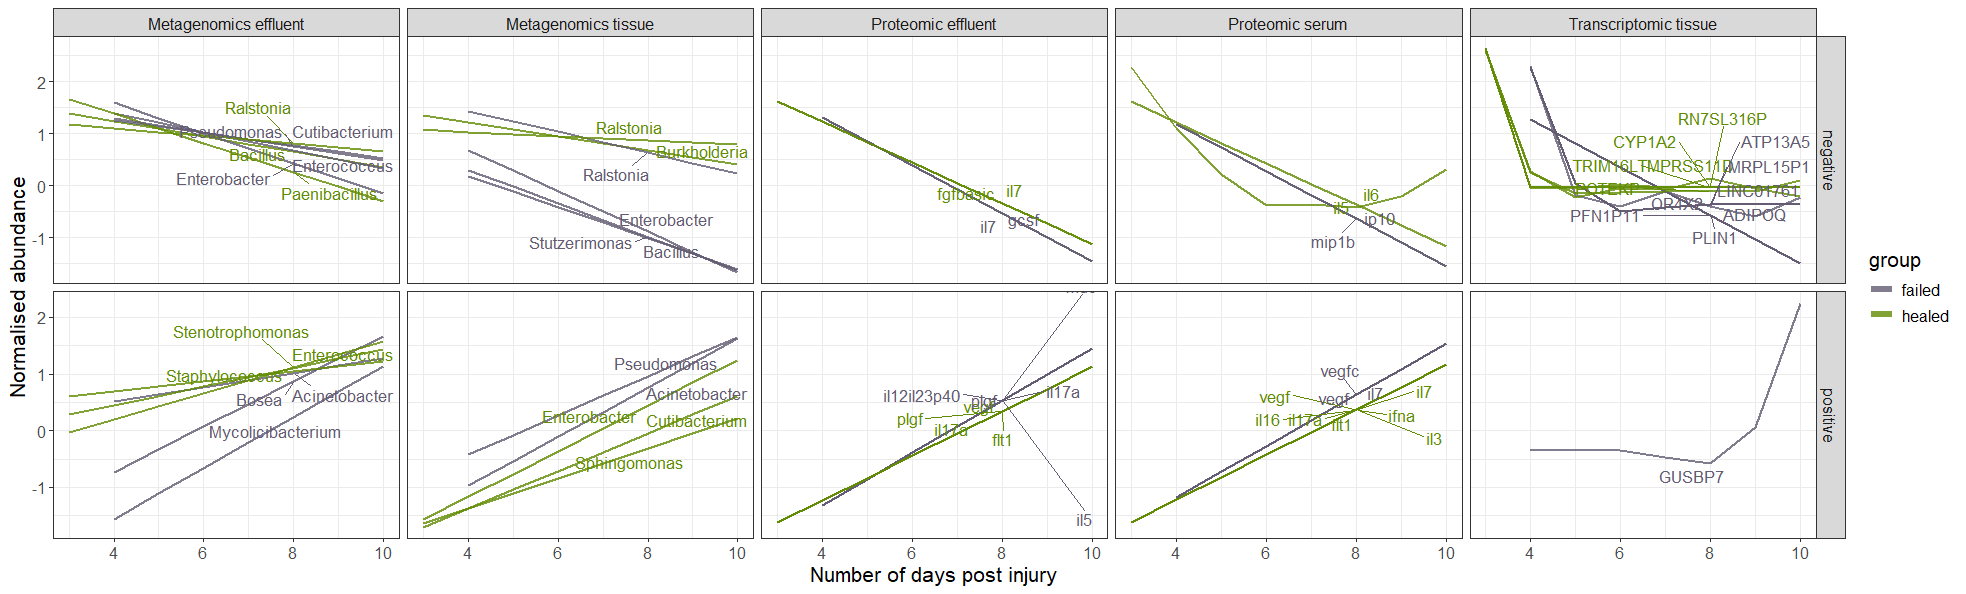 Metagenomics effluent
Metagenomics tissue
Proteomic effluent
Proteomic serum
Transcriptomic tissue
Normalised abundance
2
1
0
-1
Ralstonia
Pseudomonas
Cutibacterium
Bacillus
Enterococcus
Enterobacter
Paenibacillus
Ralstonia
Burkholderia
Ralstonia
Enterobacter
Stutzerimonas
Bacillus
fgfbasic
il7
il7
gcsf
il6
il5
ip10
mip1b
RN7SL316P
CYP1A2
ATP13A5
TRIM16L
TMPRSS11P
MRPL15P1
POTEKP
LINC01761
OR4X2
PFN1P11
ADIPOQ
PLIN1
negative
2
1
0
-1
Stenotrophomonas
Enterococcus
Staphylococcus
Bosea
Acinetobacter
Mycolicibacterium
Pseudomonas
Acinetobacter
Enterobacter
Cutibacterium
Sphingomonas
il12il23p40
plgf
il17a
vegf
plgf
il17a
flt1
il5
vegfc
vegf
vegf
il7
il7
il16
il17a
flt1
ifna
il3
GUSBP7
positive
4
6
8
10
4
6
8
10
4
6
8
10
4
6
8
10
4
6
8
10
Number of days post injury
group
failed
healed